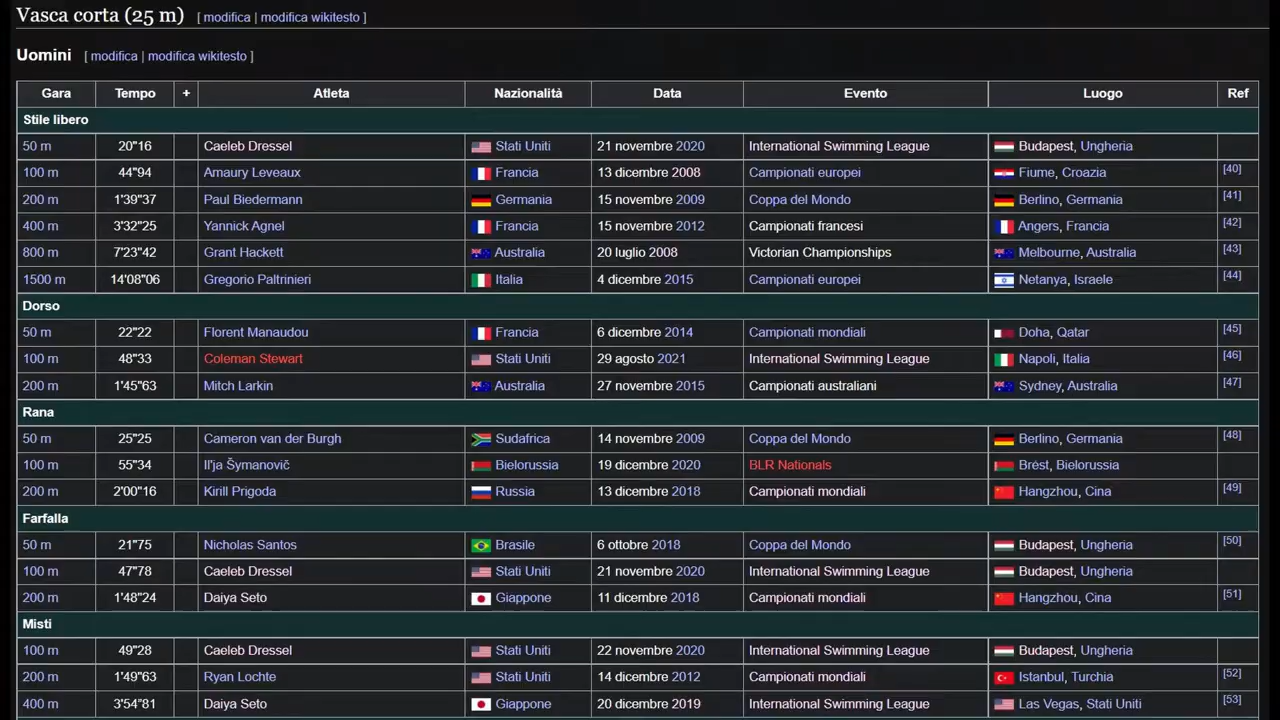 Vasca corta (25 m) [ modifica | modifica wikitesto ]
Uomini [ modifica | modifica wikitesto ]
Gara Tempo + Atleta Nazionalità Data Evento Luogo Ref
Stile libero
50 m 20"16 Caeleb Dressel Stati Uniti 21 novembre 2020 International Swimming League Budapest, Ungheria
100 m 44"94 Amaury Leveaux Francia 13 dicembre 2008 Campionati europei Fiume, Croazia [40]
200 m 1'39"37 Paul Biedermann Germania 15 novembre 2009 Coppa del Mondo Berlino, Germania [41]
400 m 3'32"25 Yannick Agnel Francia 15 novembre 2012 Campionati francesi Angers, Francia [42]
800 m 7'23"42 Grant Hackett Australia 20 luglio 2008 Victorian Championships Melbourne, Australia [43]
1500 m 14'08"06 Gregorio Paltrinieri Italia 4 dicembre 2015 Campionati europei Netanya, Israele [44]
Dorso
50 m 22"22 Florent Manaudou Francia 6 dicembre 2014 Campionati mondiali Doha, Qatar [45]
100 m 48"33 Coleman Stewart Stati Uniti 29 agosto 2021 International Swimming League Napoli, Italia [46]
200 m 1'45"63 Mitch Larkin Australia 27 novembre 2015 Campionati australiani Sydney, Australia [47]
Rana
50 m 25"25 Cameron van der Burgh Sudafrica 14 novembre 2009 Coppa del Mondo Berlino, Germania [48]
100 m 55"34 Il'ja Šymanovič Bielorussia 19 dicembre 2020 BLR Nationals Brėst, Bielorussia
200 m 2'00"16 Kirill Prigoda Russia 13 dicembre 2018 Campionati mondiali Hangzhou, Cina [49]
Farfalla
50 m 21"75 Nicholas Santos Brasile 6 ottobre 2018 Coppa del Mondo Budapest, Ungheria [50]
100 m 47"78 Caeleb Dressel Stati Uniti 21 novembre 2020 International Swimming League Budapest, Ungheria
200 m 1'48"24 Daiya Seto Giappone 11 dicembre 2018 Campionati mondiali Hangzhou, Cina [51]
Misti
100 m 49"28 Caeleb Dressel Stati Uniti 22 novembre 2020 International Swimming League Budapest, Ungheria
200 m 1'49"63 Ryan Lochte Stati Uniti 14 dicembre 2012 Campionati mondiali Istanbul, Turchia [52]
400 m 3'54"81 Daiya Seto Giappone 20 dicembre 2019 International Swimming League Las Vegas, Stati Uniti [53]